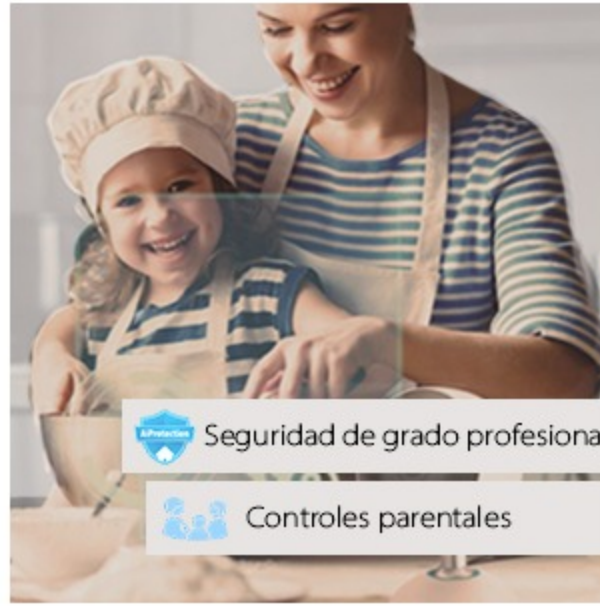 AiProtection
Seguridad de grado profesiona
Controles parentales